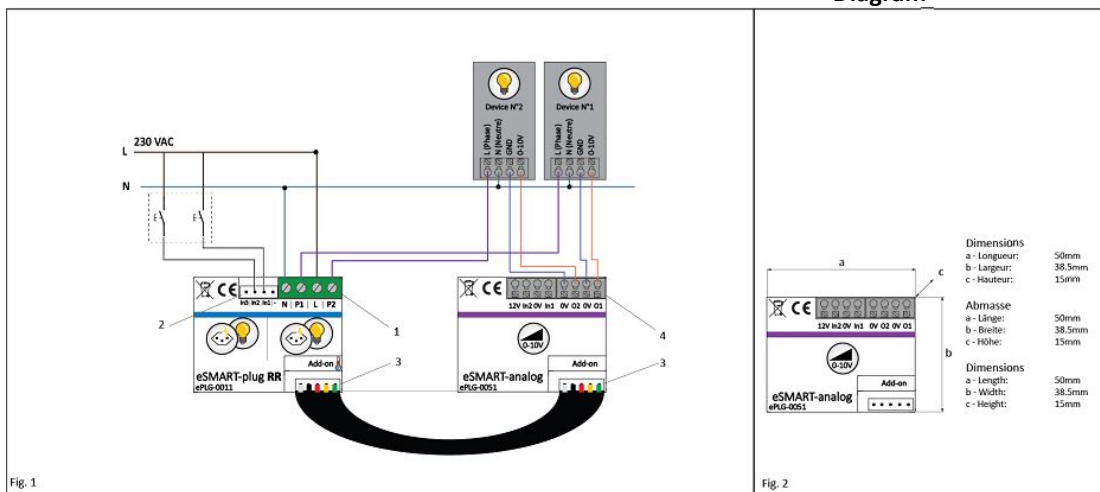 Diagram
230 VAC
L
N
Device N°2
L (Phase)
N (Neutre)
GND
0-10V
Device N°1
L (Phase)
N (Neutre)
GND
0-10V
In3 In2 In1 -
N P1 L P2
1
2
Add-on
3
eSMART-plug RR
ePLG-0011
CE
12V In2 0V In1 0V O2 0V O1
4
0-10V
Add-on
3
eSMART-analog
ePLG-0051
CE
Fig. 1
a
c
b
CE
12V In2 0V In1 0V O2 0V O1
0-10V
Add-on
eSMART-analog
ePLG-0051
Dimensions
a - Longueur: 50mm
b - Largeur: 38.5mm
c - Hauteur: 15mm
Abmasse
a - Länge: 50mm
b - Breite: 38.5mm
c - Höhe: 15mm
Dimensions
a - Length: 50mm
b - Width: 38.5mm
c - Height: 15mm
Fig. 2